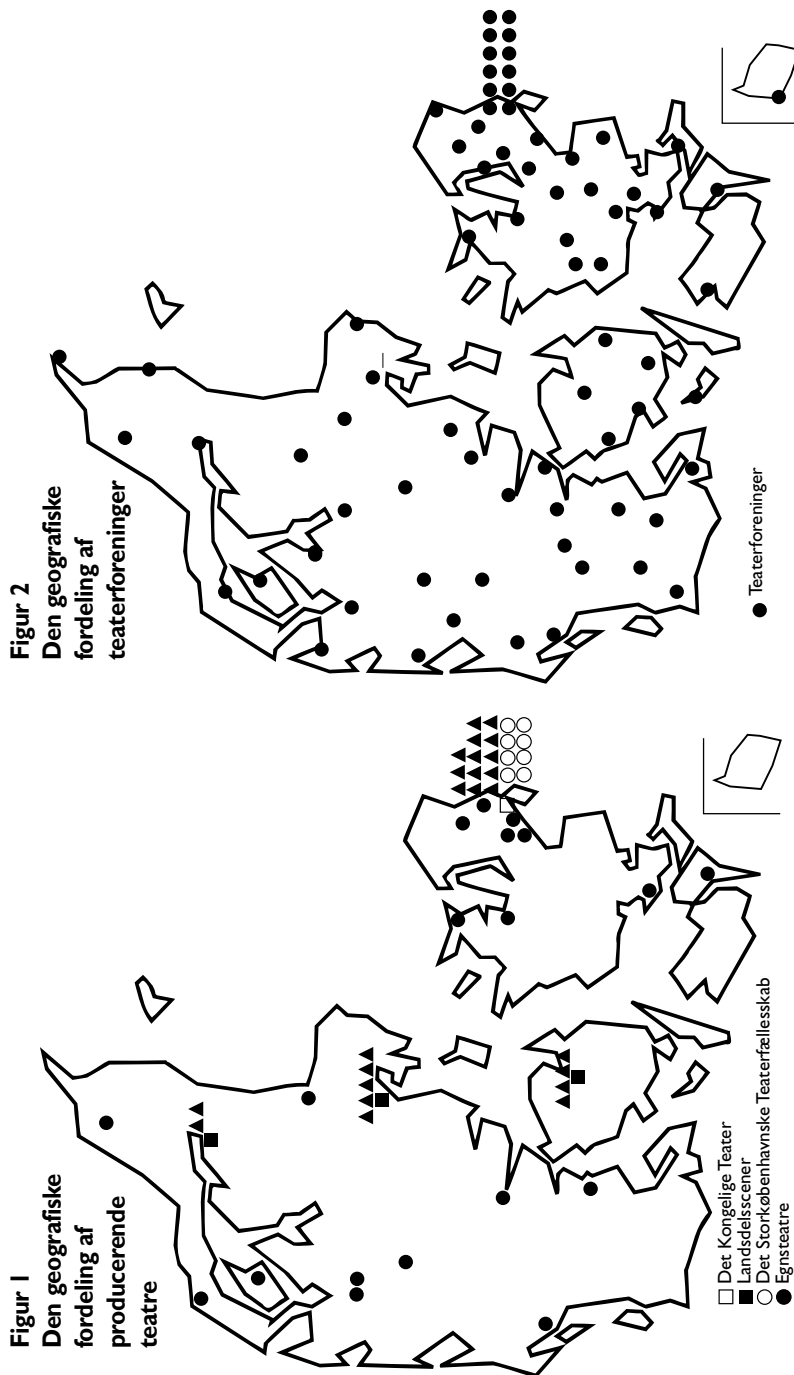 Figur 1
Den geografiske
fordeling af
producerende
teatre
□ Det Kongelige Teater
■ Landsdelsscener
○ Det Storkøbenhavnske Teaterfællesskab
● Egnsteatre
Figur 2
Den geografiske
fordeling af
teaterforeninger
● Teaterforeninger